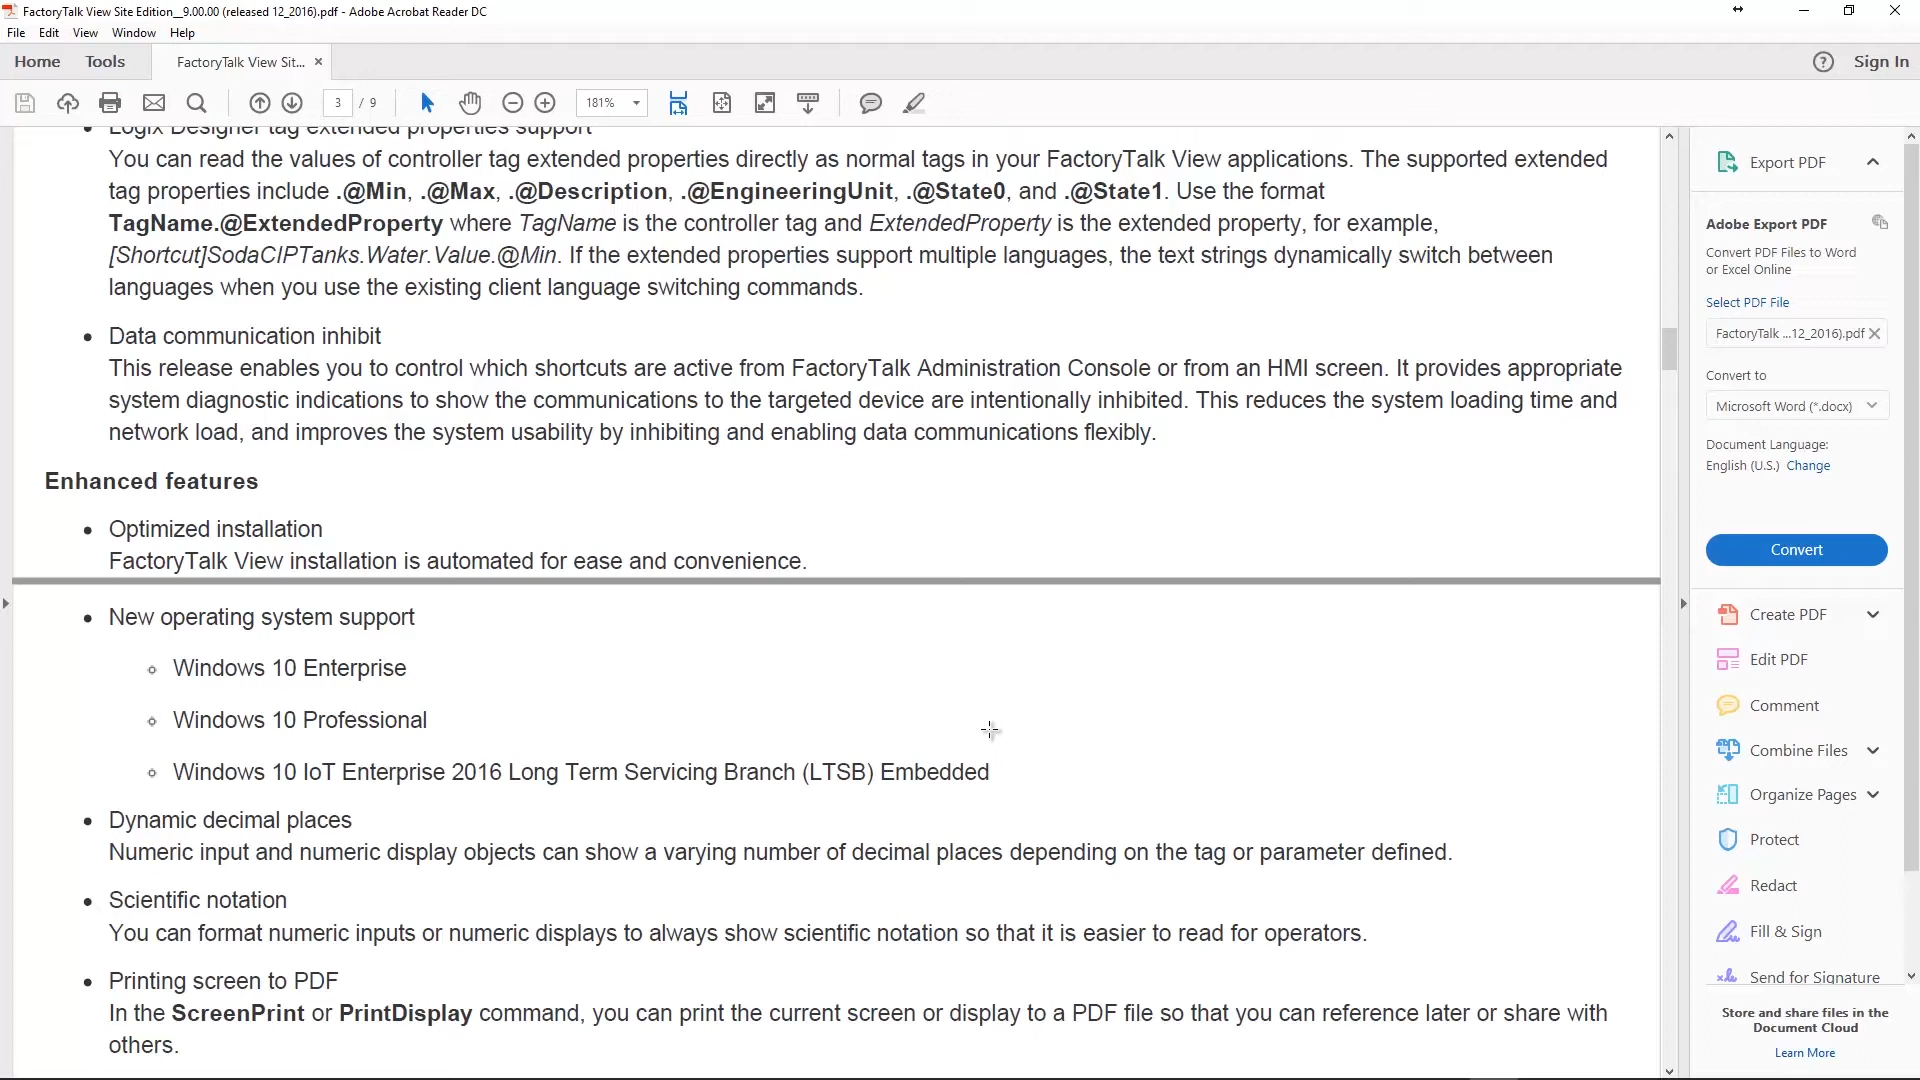 FactoryTalk View Site Edition__9.00.00 (released 12_2016).pdf - Adobe Acrobat Reader DC
File Edit View Window Help
Home Tools FactoryTalk View Sit... × Sign In
3 / 9 181%
Logix Designer tag extended properties support
You can read the values of controller tag extended properties directly as normal tags in your FactoryTalk View applications. The supported extended
tag properties include .@Min, .@Max, .@Description, .@EngineeringUnit, .@State0, and .@State1. Use the format
TagName.@ExtendedProperty where TagName is the controller tag and ExtendedProperty is the extended property, for example,
[Shortcut]SodaCIPTanks.Water.Value.@Min. If the extended properties support multiple languages, the text strings dynamically switch between
languages when you use the existing client language switching commands.
Data communication inhibit
This release enables you to control which shortcuts are active from FactoryTalk Administration Console or from an HMI screen. It provides appropriate
system diagnostic indications to show the communications to the targeted device are intentionally inhibited. This reduces the system loading time and
network load, and improves the system usability by inhibiting and enabling data communications flexibly.
Enhanced features
Optimized installation
FactoryTalk View installation is automated for ease and convenience.
New operating system support
Windows 10 Enterprise
Windows 10 Professional
Windows 10 IoT Enterprise 2016 Long Term Servicing Branch (LTSB) Embedded
Dynamic decimal places
Numeric input and numeric display objects can show a varying number of decimal places depending on the tag or parameter defined.
Scientific notation
You can format numeric inputs or numeric displays to always show scientific notation so that it is easier to read for operators.
Printing screen to PDF
In the ScreenPrint or PrintDisplay command, you can print the current screen or display to a PDF file so that you can reference later or share with
others.
Export PDF
Adobe Export PDF
Convert PDF Files to Word
or Excel Online
Select PDF File
FactoryTalk ...12_2016).pdf
Convert to
Microsoft Word (*.docx)
Document Language:
English (U.S.) Change
Convert
Create PDF
Edit PDF
Comment
Combine Files
Organize Pages
Protect
Redact
Fill & Sign
Send for Signature
Store and share files in the
Document Cloud
Learn More